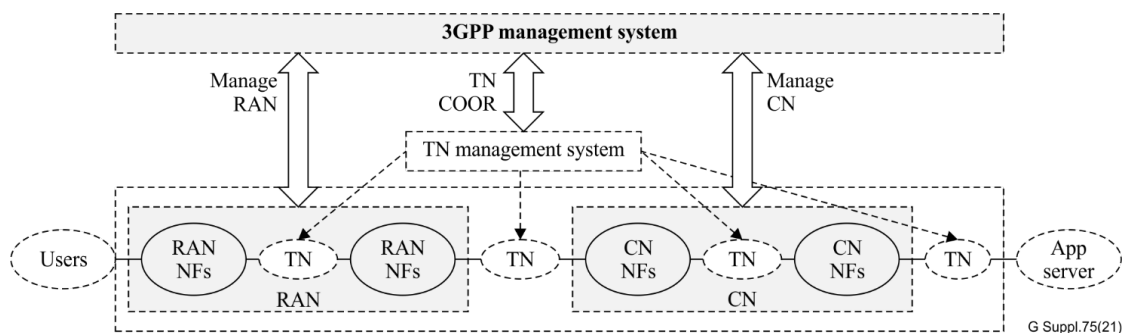 3GPP management system
Manage
RAN
TN
COOR
Manage
CN
TN management system
Users
RAN
NFs
TN
RAN
NFs
TN
CN
NFs
TN
CN
NFs
TN
App
server
RAN
CN
G Suppl.75(21)